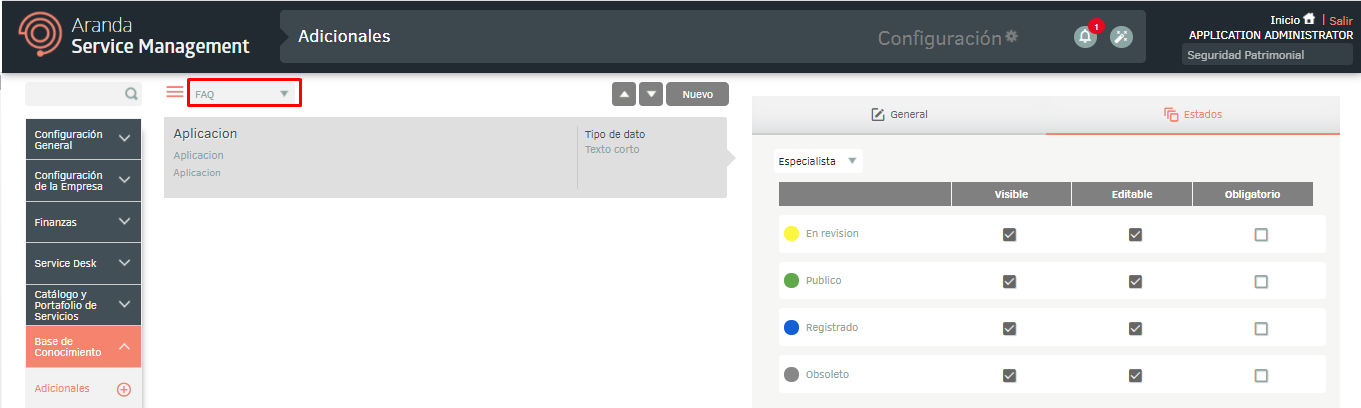 Aranda
Service Management
Adicionales
Configuración
1
Inicio | Salir
APPLICATION ADMINISTRATOR
Seguridad Patrimonial
FAQ
Nuevo
Configuración
General
Configuración
de la Empresa
Finanzas
Service Desk
Catálogo y
Portafolio de
Servicios
Base de
Conocimiento
Adicionales
Aplicacion
Aplicacion
Aplicacion
Tipo de dato
Texto corto
General
Estados
Especialista
Visible Editable Obligatorio
En revision
Publico
Registrado
Obsoleto